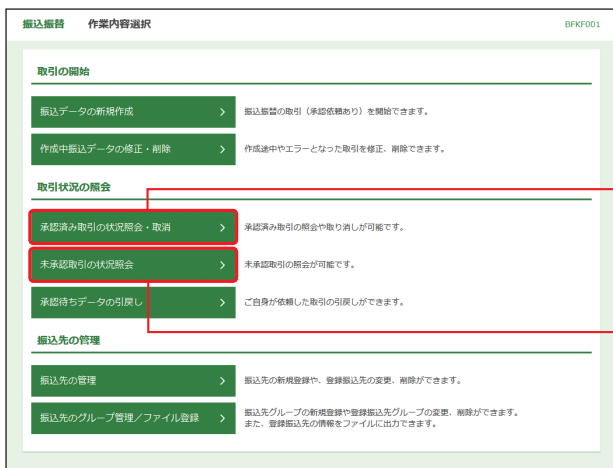 振込振替 作業内容選択 BFKF001
取引の開始
振込データの新規作成 > 振込振替の取引（承認依頼あり）を開始できます。
作成中振込データの修正・削除 > 作成途中やエラーとなった取引を修正、削除できます。
取引状況の照会
承認済み取引の状況照会・取消 > 承認済み取引の照会や取り消しが可能です。
未承認取引の状況照会 > 未承認取引の照会が可能です。
承認待ちデータの引戻し > ご自身が依頼した取引の引戻しができます。
振込先の管理
振込先の管理 > 振込先の新規登録や、登録振込先の変更、削除ができます。
振込先のグループ管理／ファイル登録 > 振込先グループの新規登録や登録振込先グループの変更、削除ができます。
また、登録振込先の情報をファイルに出力できます。